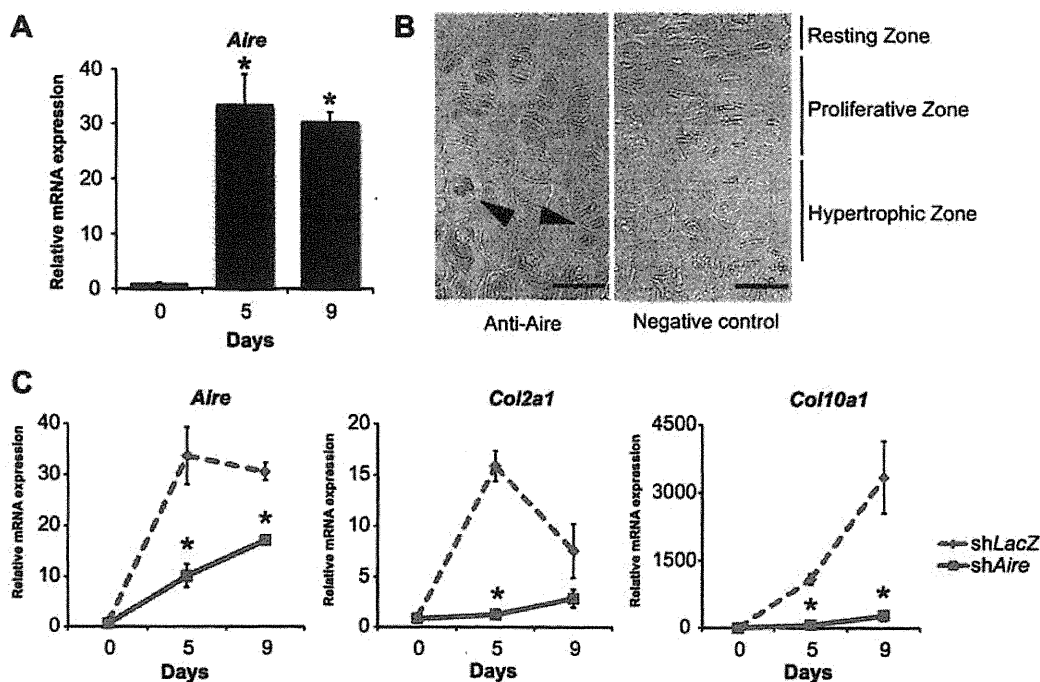 A
Aire
Relative mRNA expression
40
30
20
10
0
*
*
0 5 9
Days
B
Resting Zone
Proliferative Zone
Hypertrophic Zone
Anti-Aire
Negative control
C
Aire
Relative mRNA expression
40
30
20
10
0
*
*
0 5 9
Days
Col2a1
Relative mRNA expression
20
15
10
5
0
*
0 5 9
Days
Col10a1
Relative mRNA expression
4500
3000
1500
0
*
*
0 5 9
Days
shLacZ
shAire